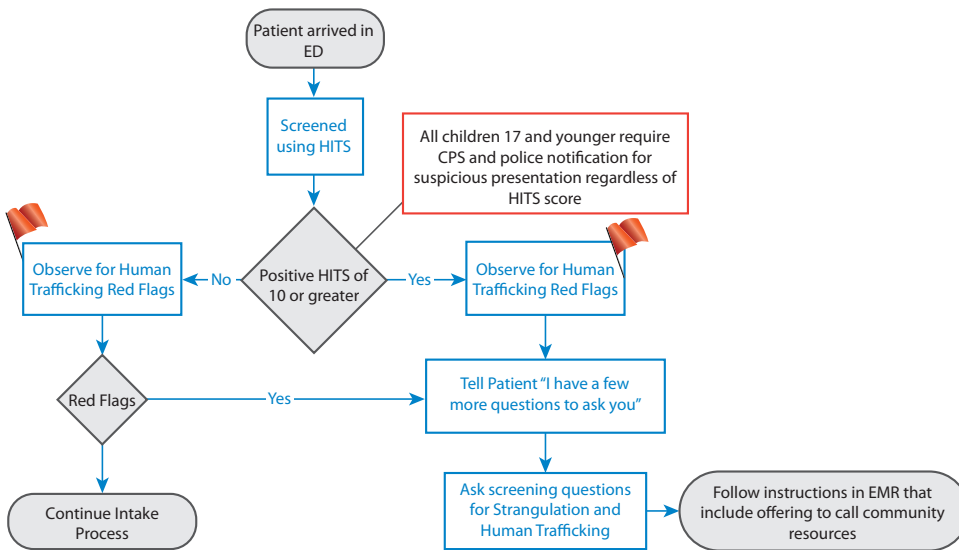 Patient arrived in
ED
Screened
using HITS
All children 17 and younger require
CPS and police notification for
suspicious presentation regardless of
HITS score
Positive HITS of
10 or greater
No
Yes
Observe for Human
Trafficking Red Flags
Observe for Human
Trafficking Red Flags
Red Flags
Yes
Tell Patient “I have a few
more questions to ask you”
Continue Intake
Process
Ask screening questions
for Strangulation and
Human Trafficking
Follow instructions in EMR that
include offering to call community
resources